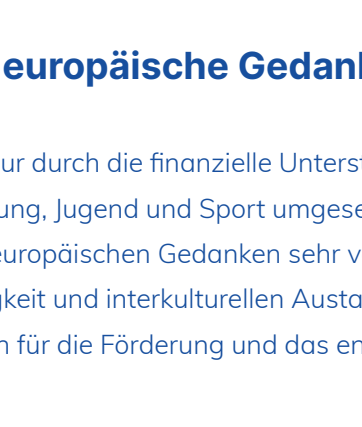 europäische Gedank
ur durch die finanzielle Unterst
ung, Jugend und Sport umgese
europäischen Gedanken sehr v
gkeit und interkulturellen Austa
n für die Förderung und das en